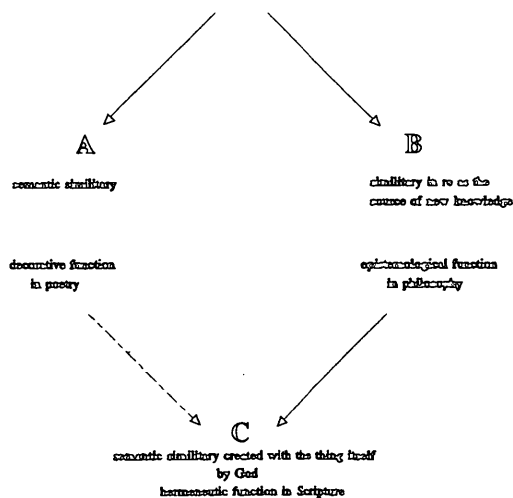 A
semantic similitary
decorative function
in poetry
B
similitary in re as the
source of new knowledge
epistemological function
in philosophy
C
semantic similitary created with the thing itself
by God
hermeneutic function in Scripture